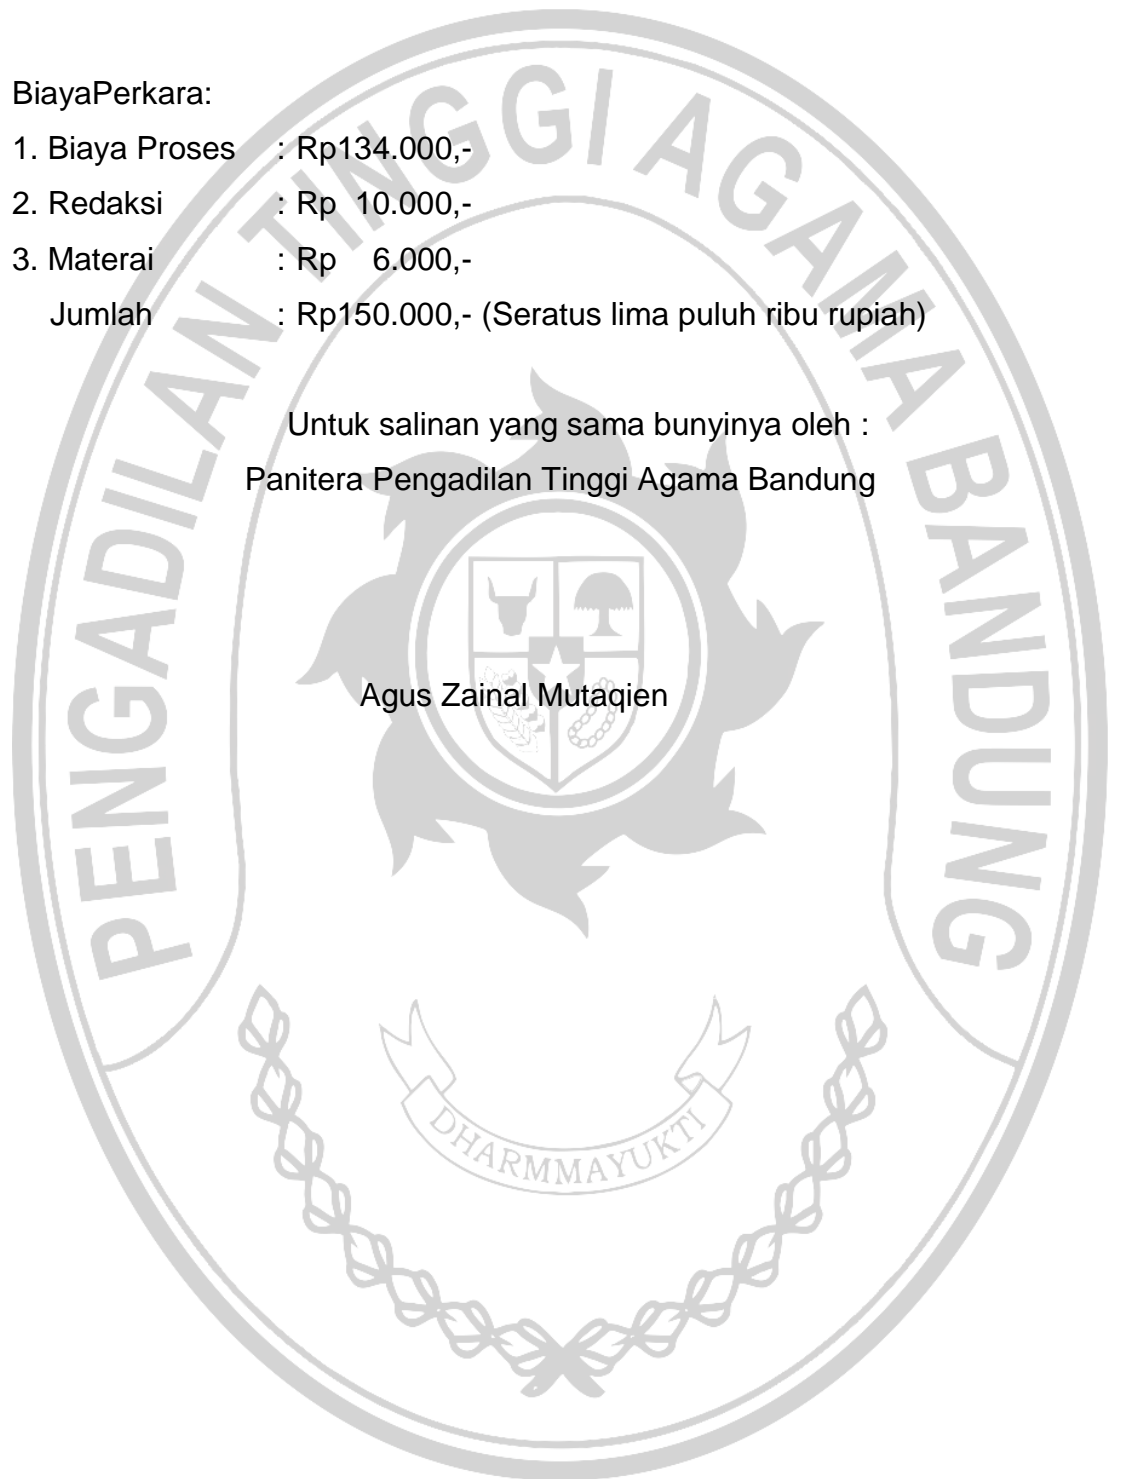 BiayaPerkara:
1. Biaya Proses : Rp134.000,-
2. Redaksi : Rp 10.000,-
3. Materai : Rp 6.000,-
Jumlah : Rp150.000,- (Seratus lima puluh ribu rupiah)
Untuk salinan yang sama bunyinya oleh :
Panitera Pengadilan Tinggi Agama Bandung
Agus Zainal Mutaqien
PENGADILAN TINGGI AGAMA BANDUNG
DHARMMAYUKTI